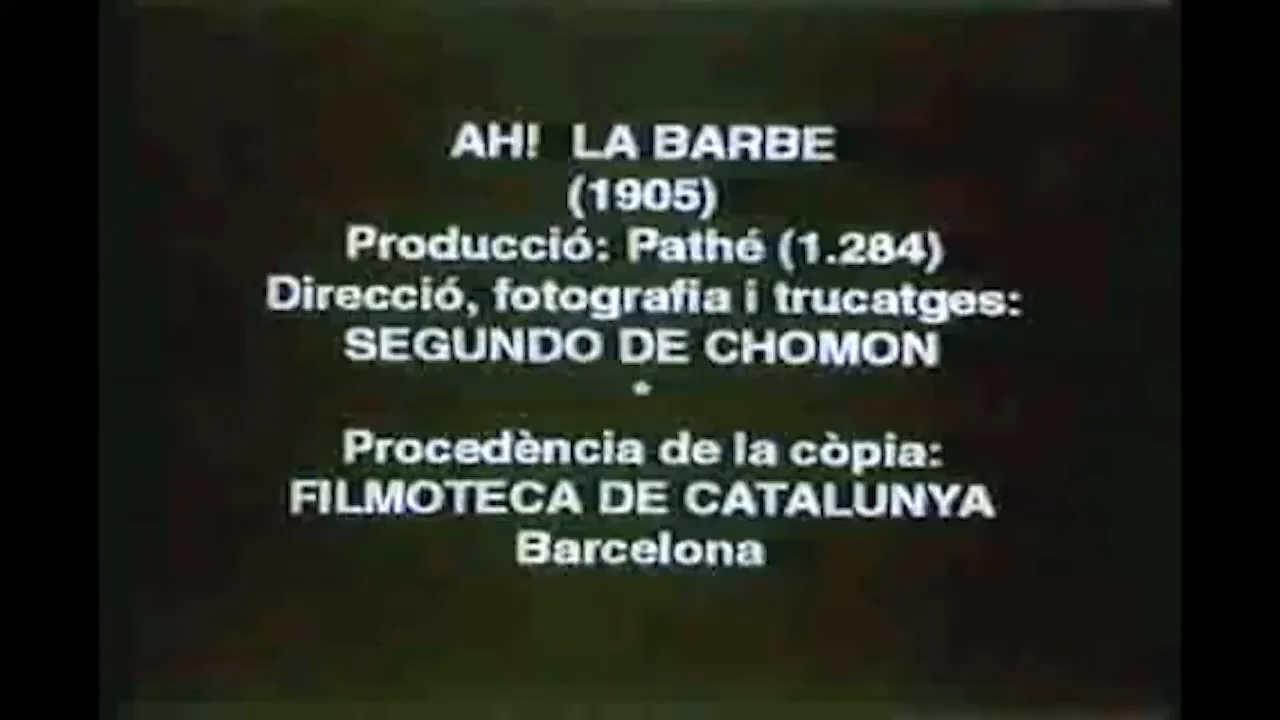 AH! LA BARBE
(1905)
Producció: Pathé (1.284)
Direcció, fotografia i trucatges:
SEGUNDO DE CHOMON
*
Procedència de la còpia:
FILMOTECA DE CATALUNYA
Barcelona